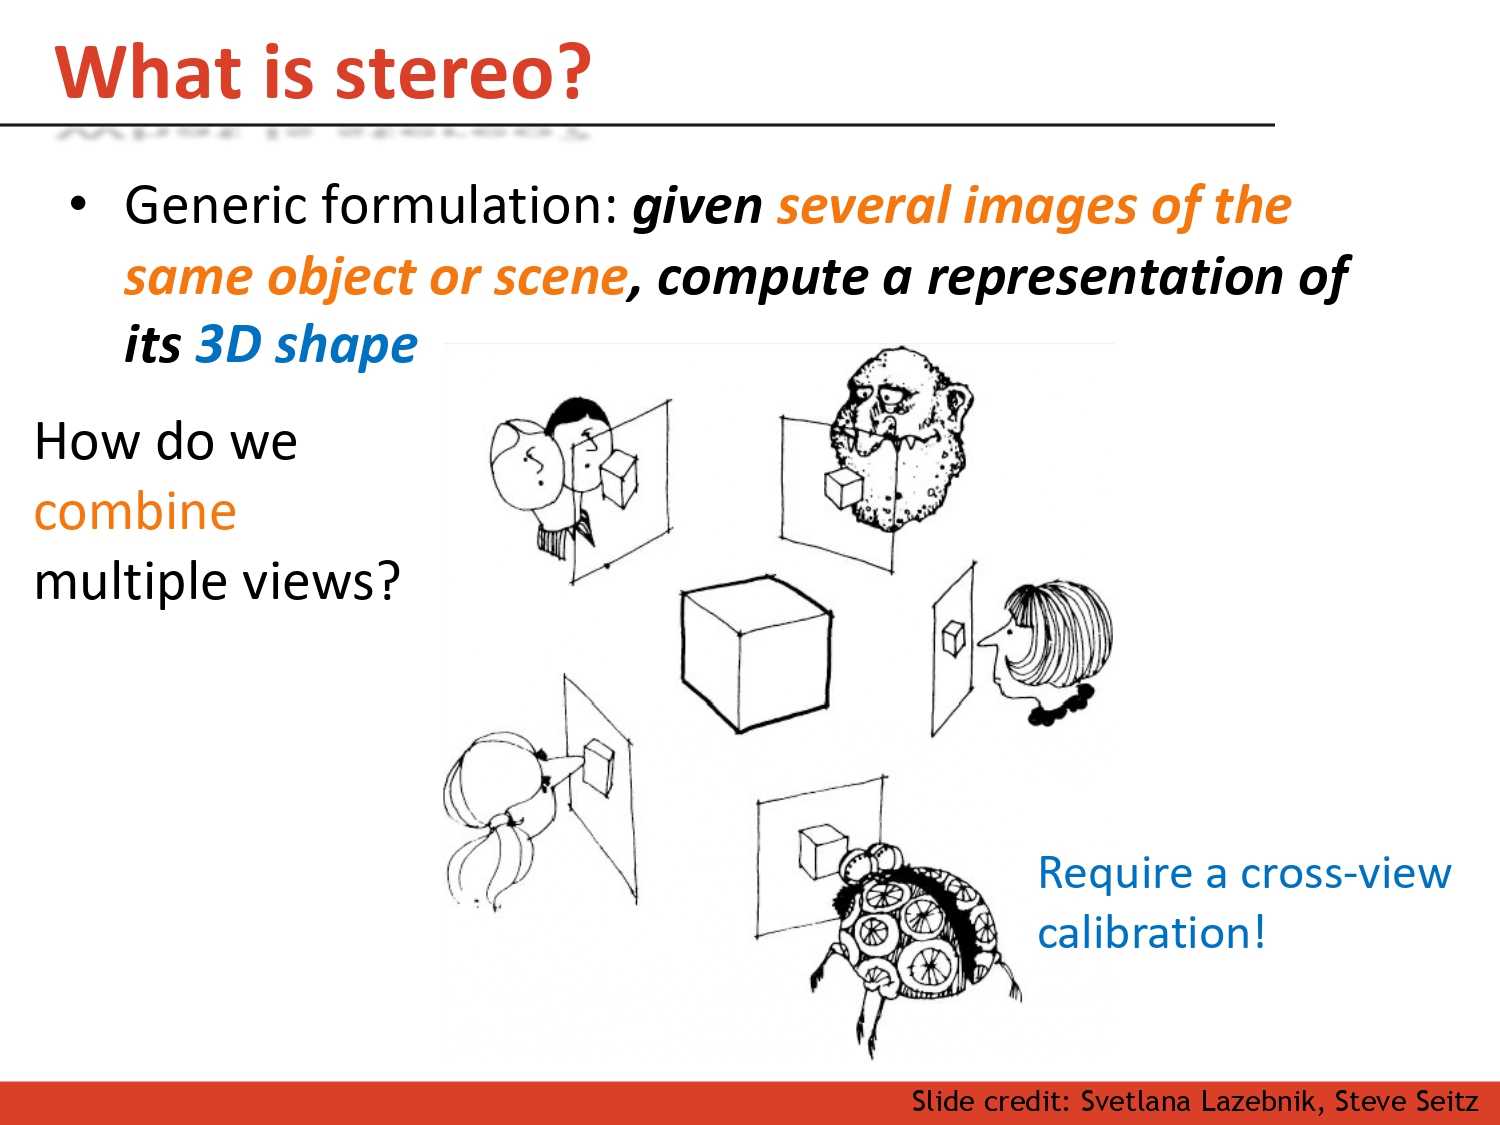 What is stereo?
• Generic formulation: given several images of the
same object or scene, compute a representation of
its 3D shape
How do we
combine
multiple views?
Require a cross-view
calibration!
Slide credit: Svetlana Lazebnik, Steve Seitz